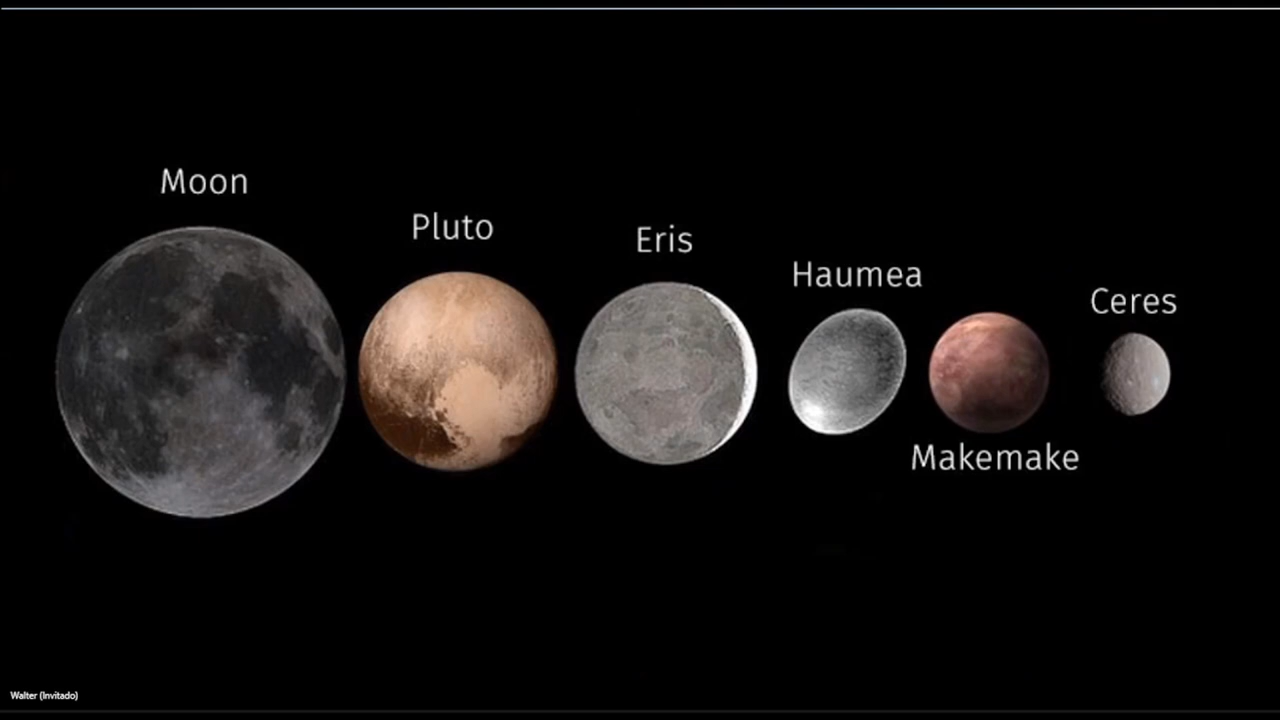 Moon
Pluto
Eris
Haumea
Makemake
Ceres
Walter (Invitado)